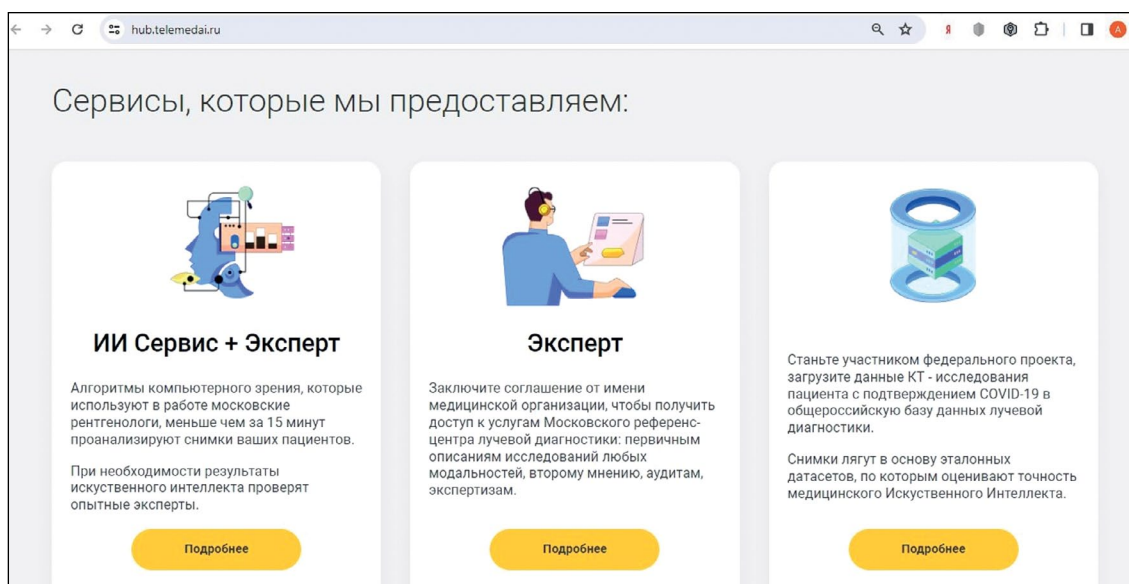 hub.telemedai.ru
Я
A
Сервисы, которые мы предоставляем:
ИИ Сервис + Эксперт
Алгоритмы компьютерного зрения, которые
используют в работе московские
рентгенологи, меньше чем за 15 минут
проанализируют снимки ваших пациентов.
При необходимости результаты
искуственного интеллекта проверят
опытные эксперты.
Подробнее
Эксперт
Заключите соглашение от имени
медицинской организации, чтобы получить
доступ к услугам Московского референс-
центра лучевой диагностики: первичным
описаниям исследований любых
модальностей, второму мнению, аудитам,
экспертизам.
Подробнее
Станьте участником федерального проекта,
загрузите данные КТ - исследования
пациента с подтверждением COVID-19 в
общероссийскую базу данных лучевой
диагностики.
Снимки лягут в основу эталонных
датасетов, по которым оценивают точность
медицинского Искуственного Интеллекта.
Подробнее